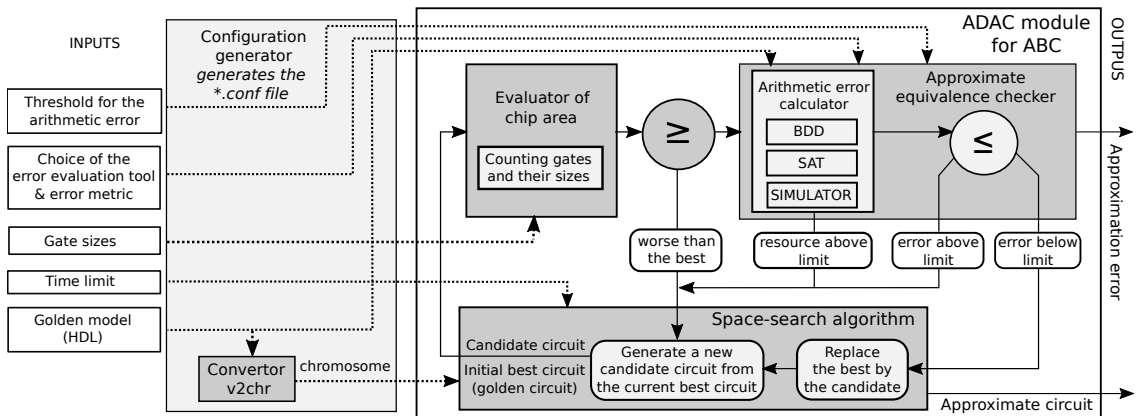 INPUTS
Threshold for the
arithmetic error
Choice of the
error evaluation tool
& error metric
Gate sizes
Time limit
Golden model
(HDL)
Configuration
generator
generates the
*.conf file
Convertor
v2chr
chromosome
ADAC module
for ABC
Evaluator of
chip area
Counting gates
and their sizes
≥
Approximate
equivalence checker
Arithmetic error
calculator
BDD
SAT
SIMULATOR
≤
worse than
the best
resource above
limit
error above
limit
error below
limit
Space-search algorithm
Candidate circuit
Initial best circuit
(golden circuit)
Generate a new
candidate circuit from
the current best circuit
Replace
the best by
the candidate
OUTPUS
Approximation error
Approximate circuit